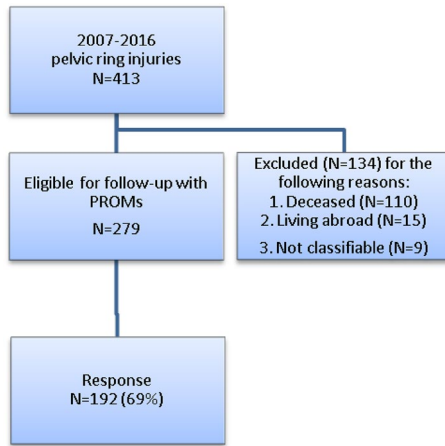 2007-2016
pelvic ring injuries
N=413
Eligible for follow-up with
PROMs
N=279
Excluded (N=134) for the
following reasons:
1. Deceased (N=110)
2. Living abroad (N=15)
3. Not classifiable (N=9)
Response
N=192 (69%)